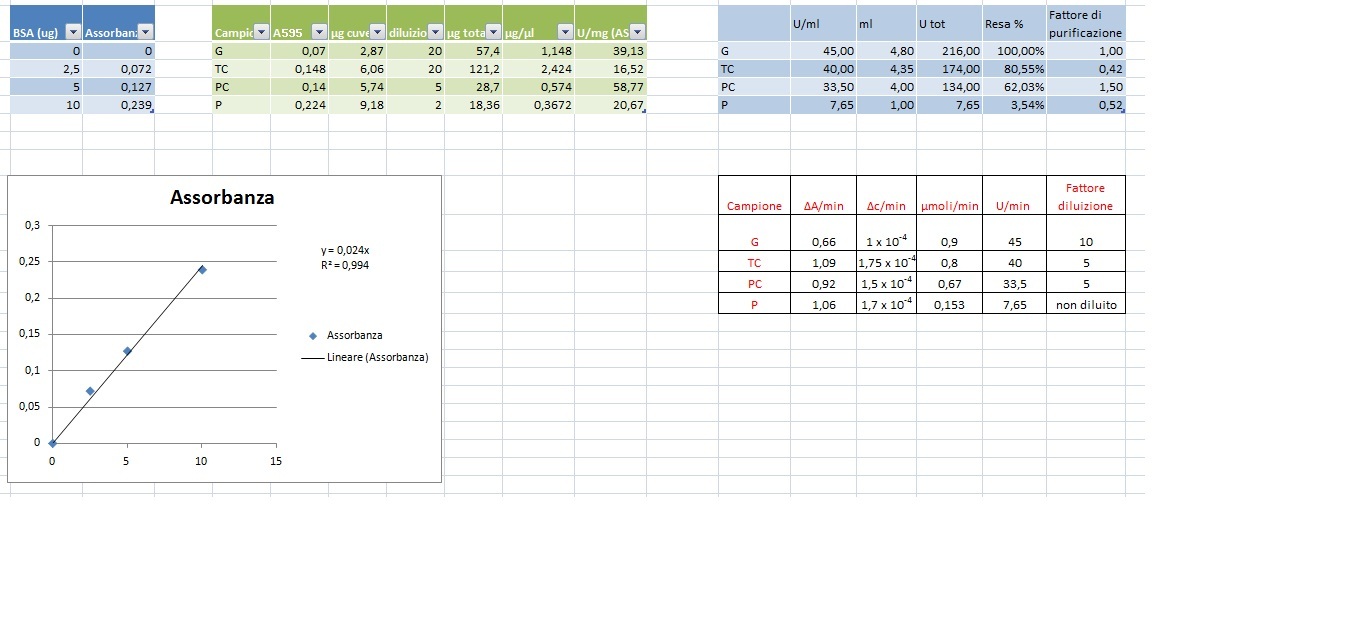 BSA (ug) Assorban:
0 0
2,5 0,072
5 0,127
10 0,239
Campic A595 µg cuve diluizio µg tota µg/µl U/mg (AS
G 0,07 2,87 20 57,4 1,148 39,13
TC 0,148 6,06 20 121,2 2,424 16,52
PC 0,14 5,74 5 28,7 0,574 58,77
P 0,224 9,18 2 18,36 0,3672 20,67
U/ml ml U tot Resa % Fattore di
purificazione
G 45,00 4,80 216,00 100,00% 1,00
TC 40,00 4,35 174,00 80,55% 0,42
PC 33,50 4,00 134,00 62,03% 1,50
P 7,65 1,00 7,65 3,54% 0,52
Assorbanza
0,3
0,25
0,2
0,15
0,1
0,05
0
0 5 10 15
y = 0,024x
R² = 0,994
Assorbanza
Lineare (Assorbanza)
Campione ΔA/min Δc/min µmoli/min U/min Fattore
diluizione
G 0,66 1 x 10⁻⁴ 0,9 45 10
TC 1,09 1,75 x 10⁻⁴ 0,8 40 5
PC 0,92 1,5 x 10⁻⁴ 0,67 33,5 5
P 1,06 1,7 x 10⁻⁴ 0,153 7,65 non diluito